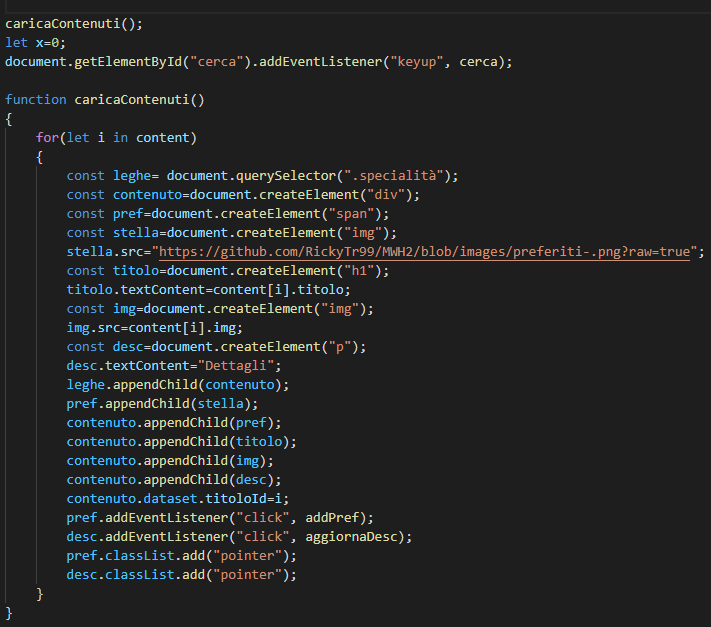 caricaContenuti();
let x=0;
document.getElementById("cerca").addEventListener("keyup", cerca);

function caricaContenuti()
{
    for(let i in content)
    {
        const leghe= document.querySelector(".specialità");
        const contenuto=document.createElement("div");
        const pref=document.createElement("span");
        const stella=document.createElement("img");
        stella.src="https://github.com/RickyTr99/MWH2/blob/images/preferiti-.png?raw=true";
        const titolo=document.createElement("h1");
        titolo.textContent=content[i].titolo;
        const img=document.createElement("img");
        img.src=content[i].img;
        const desc=document.createElement("p");
        desc.textContent="Dettagli";
        leghe.appendChild(contenuto);
        pref.appendChild(stella);
        contenuto.appendChild(pref);
        contenuto.appendChild(titolo);
        contenuto.appendChild(img);
        contenuto.appendChild(desc);
        contenuto.dataset.titoloId=i;
        pref.addEventListener("click", addPref);
        desc.addEventListener("click", aggiornaDesc);
        pref.classList.add("pointer");
        desc.classList.add("pointer");
    }
}